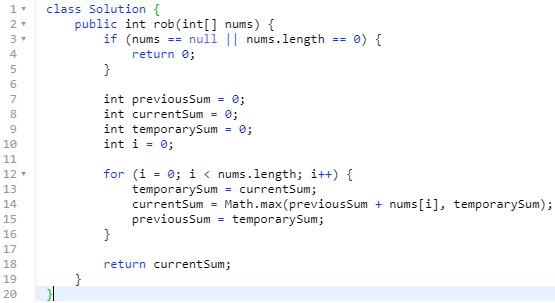 1 class Solution {
2     public int rob(int[] nums) {
3         if (nums == null || nums.length == 0) {
4             return 0;
5         }
6
7         int previousSum = 0;
8         int currentSum = 0;
9         int temporarySum = 0;
10         int i = 0;
11
12         for (i = 0; i < nums.length; i++) {
13             temporarySum = currentSum;
14             currentSum = Math.max(previousSum + nums[i], temporarySum);
15             previousSum = temporarySum;
16         }
17
18         return currentSum;
19     }
20 }